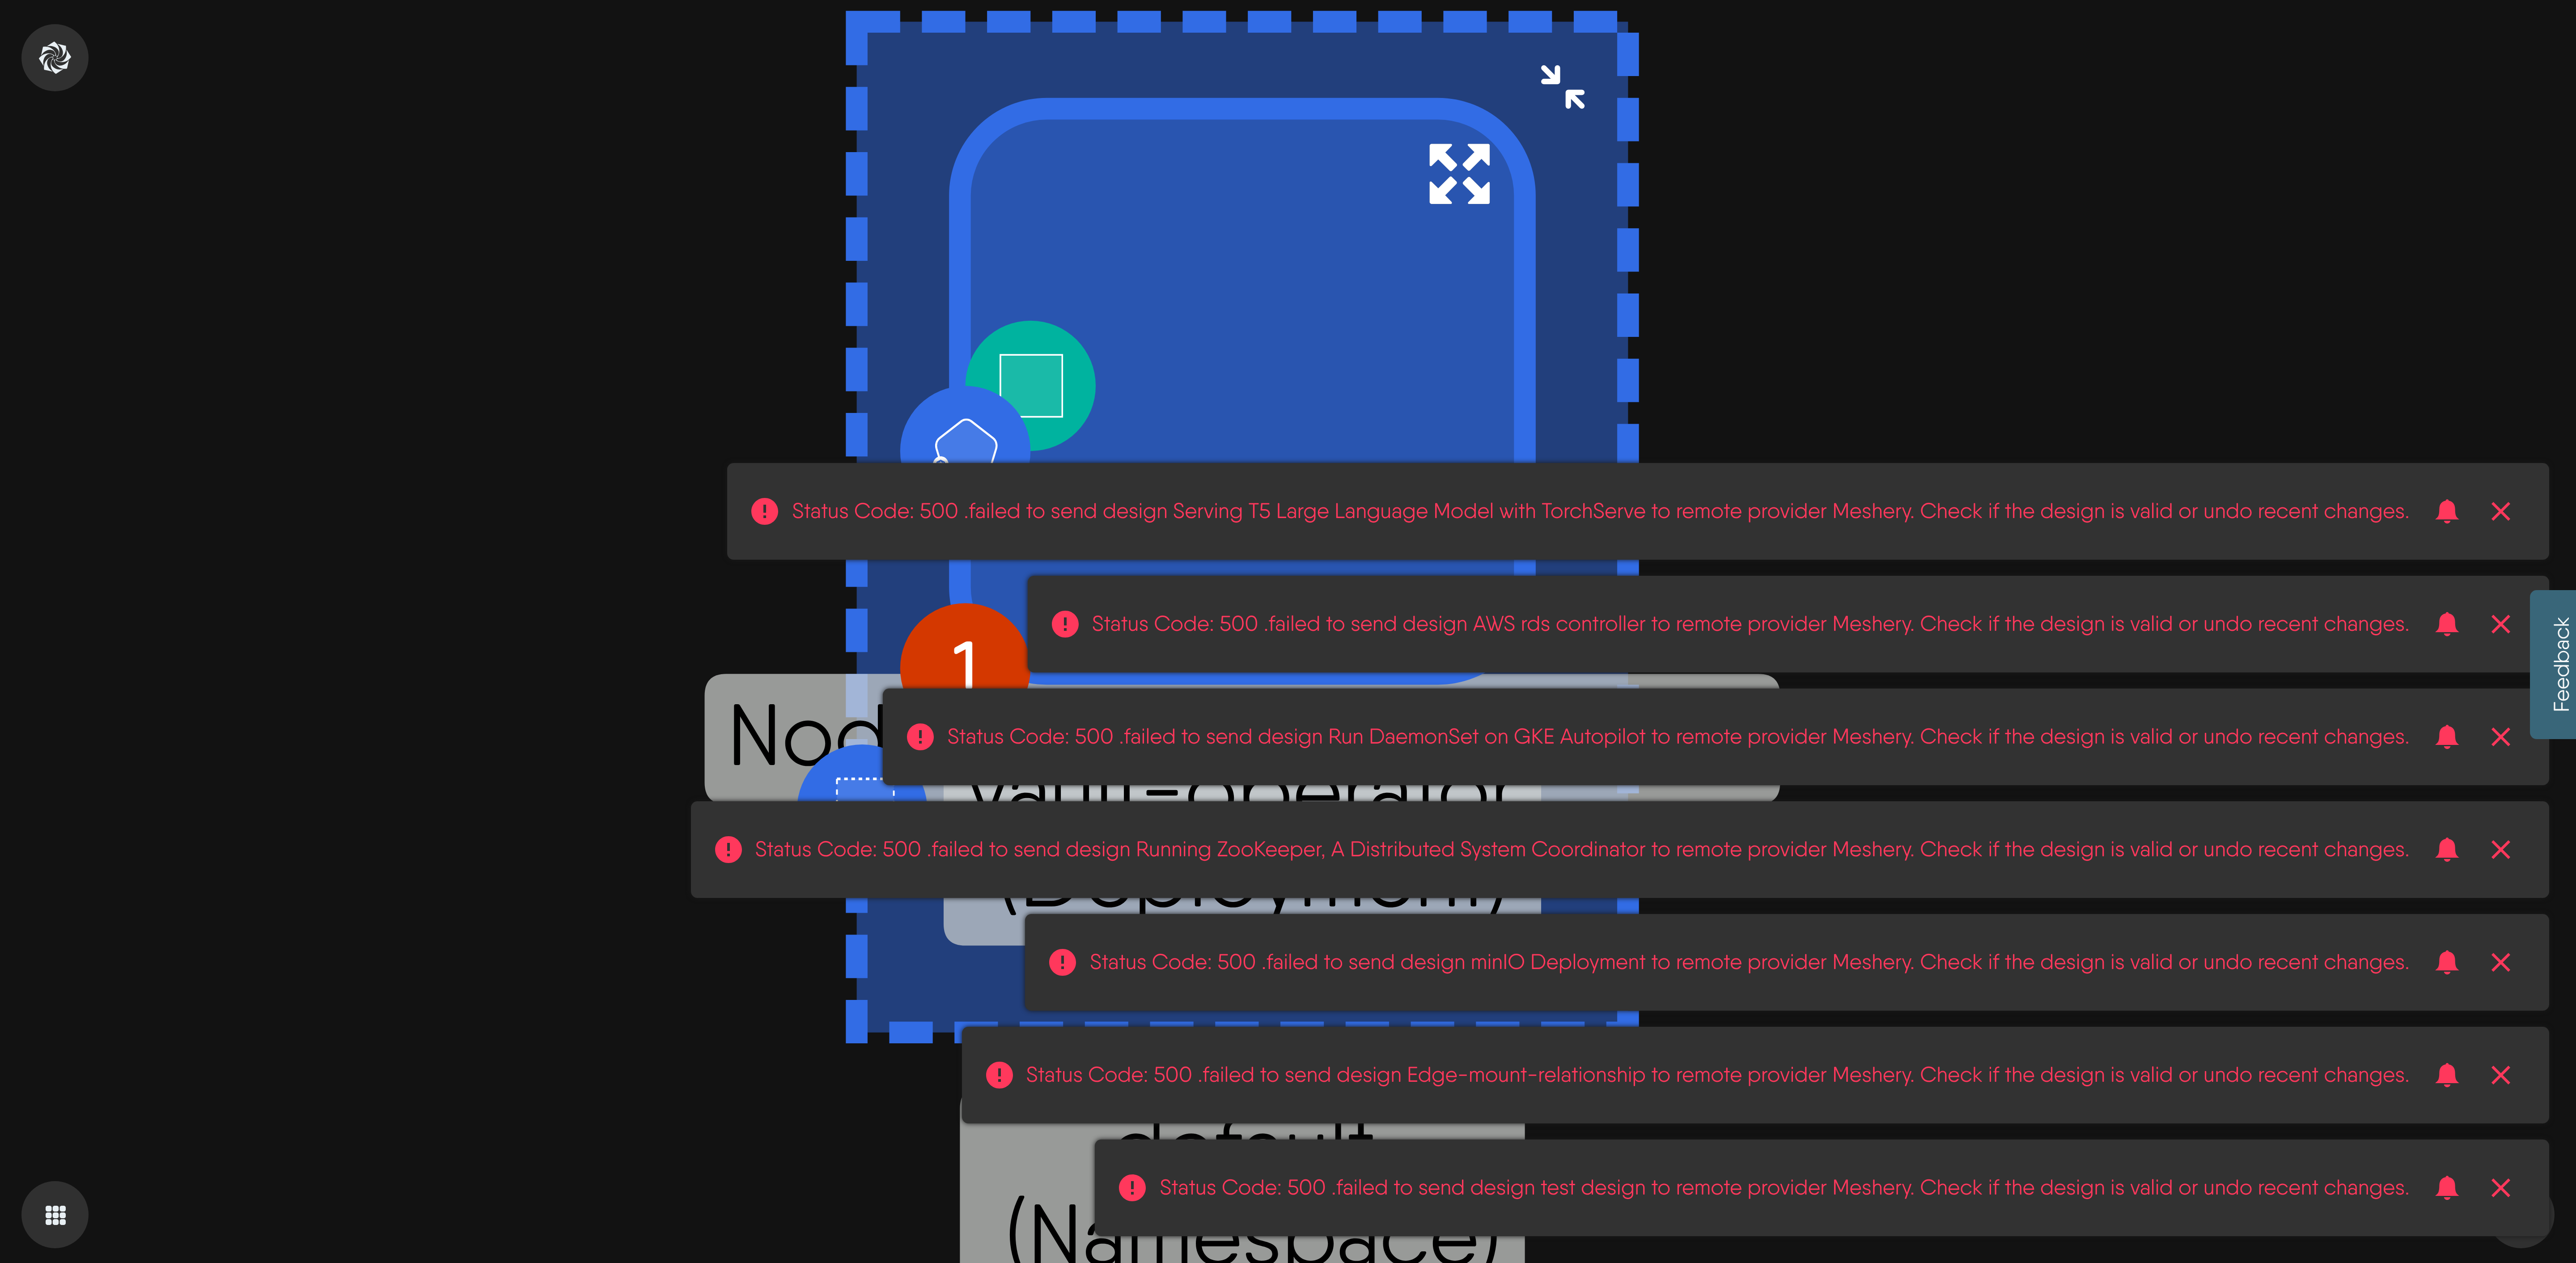 Status Code: 500 .failed to send design Serving T5 Large Language Model with TorchServe to remote provider Meshery. Check if the design is valid or undo recent changes.
Status Code: 500 .failed to send design AWS rds controller to remote provider Meshery. Check if the design is valid or undo recent changes.
Feedback
1
Status Code: 500 .failed to send design Run DaemonSet on GKE Autopilot to remote provider Meshery. Check if the design is valid or undo recent changes.
vault-operator
Status Code: 500 .failed to send design Running ZooKeeper, A Distributed System Coordinator to remote provider Meshery. Check if the design is valid or undo recent changes.
(Deployment)
Status Code: 500 .failed to send design minIO Deployment to remote provider Meshery. Check if the design is valid or undo recent changes.
Status Code: 500 .failed to send design Edge-mount-relationship to remote provider Meshery. Check if the design is valid or undo recent changes.
default
Status Code: 500 .failed to send design test design to remote provider Meshery. Check if the design is valid or undo recent changes.
(Namespace)